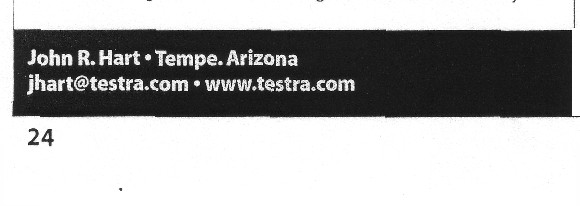 John R. Hart • Tempe. Arizona
jhart@testra.com • www.testra.com
24